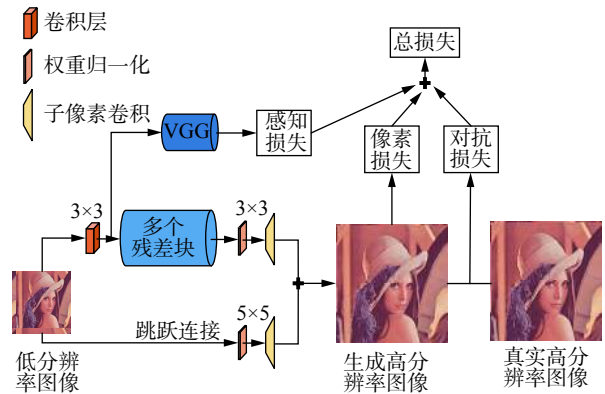 卷积层
权重归一化
子像素卷积
总损失
VGG
感知
损失
像素
损失
对抗
损失
3×3
多个
残差块
3×3
跳跃连接
5×5
低分辨
率图像
生成高分
辨率图像
真实高分
辨率图像